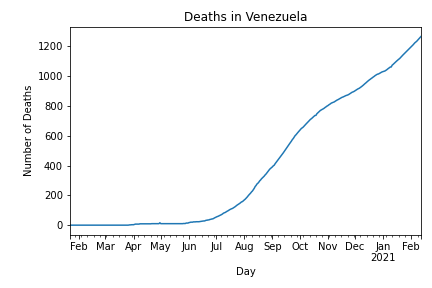 Deaths in Venezuela
1200
1000
800
600
400
200
0
Number of Deaths
Feb Mar Apr May Jun Jul Aug Sep Oct Nov Dec Jan Feb
2021
Day